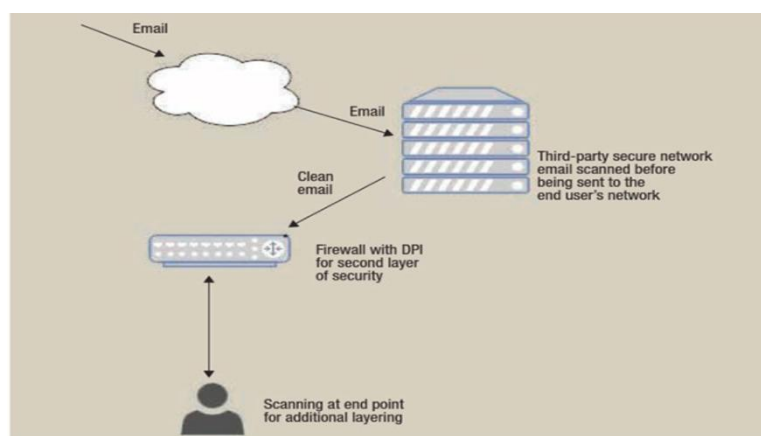 Email
Email
Third-party secure network
email scanned before
being sent to the
end user's network
Clean
email
Firewall with DPI
for second layer
of security
Scanning at end point
for additional layering